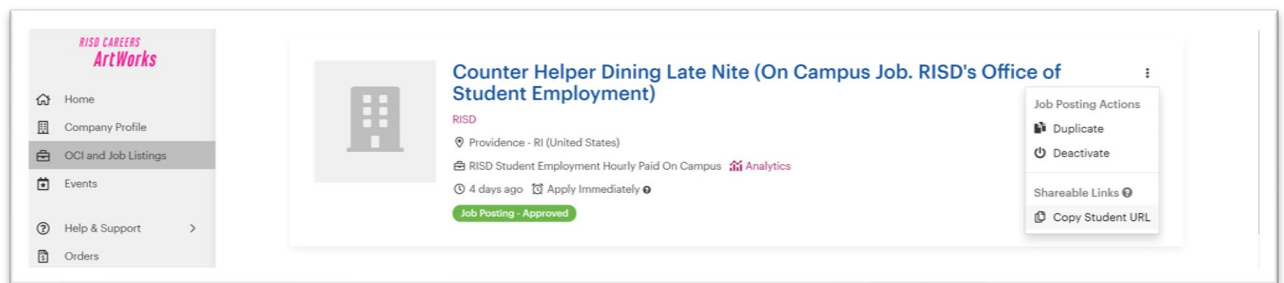 RISD CAREERS
ArtWorks
Home
Company Profile
OCI and Job Listings
Events
Help & Support
Orders
Counter Helper Dining Late Nite (On Campus Job. RISD's Office of
Student Employment)
RISD
Providence - RI (United States)
RISD Student Employment Hourly Paid On Campus Analytics
4 days ago Apply Immediately
Job Posting - Approved
Job Posting Actions
Duplicate
Deactivate
Shareable Links
Copy Student URL